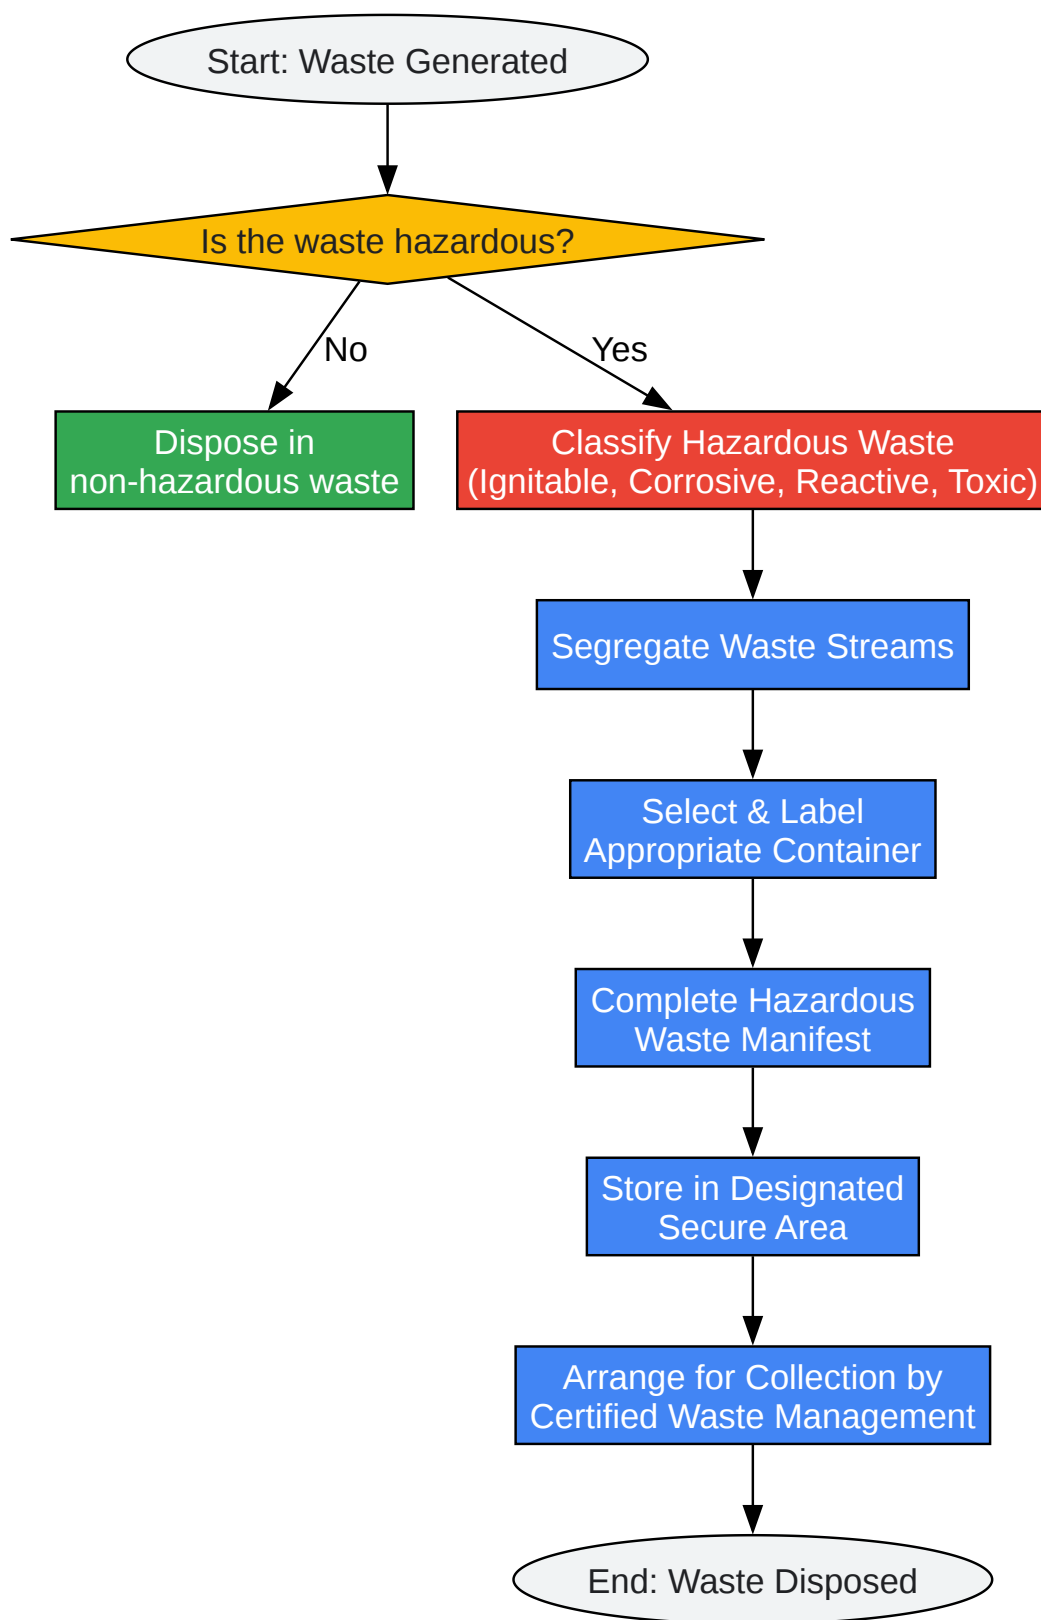 Start: Waste Generated
Is the waste hazardous?
No
Yes
Dispose in
non-hazardous waste
Classify Hazardous Waste
(Ignitable, Corrosive, Reactive, Toxic)
Segregate Waste Streams
Select & Label
Appropriate Container
Complete Hazardous
Waste Manifest
Store in Designated
Secure Area
Arrange for Collection by
Certified Waste Management
End: Waste Disposed